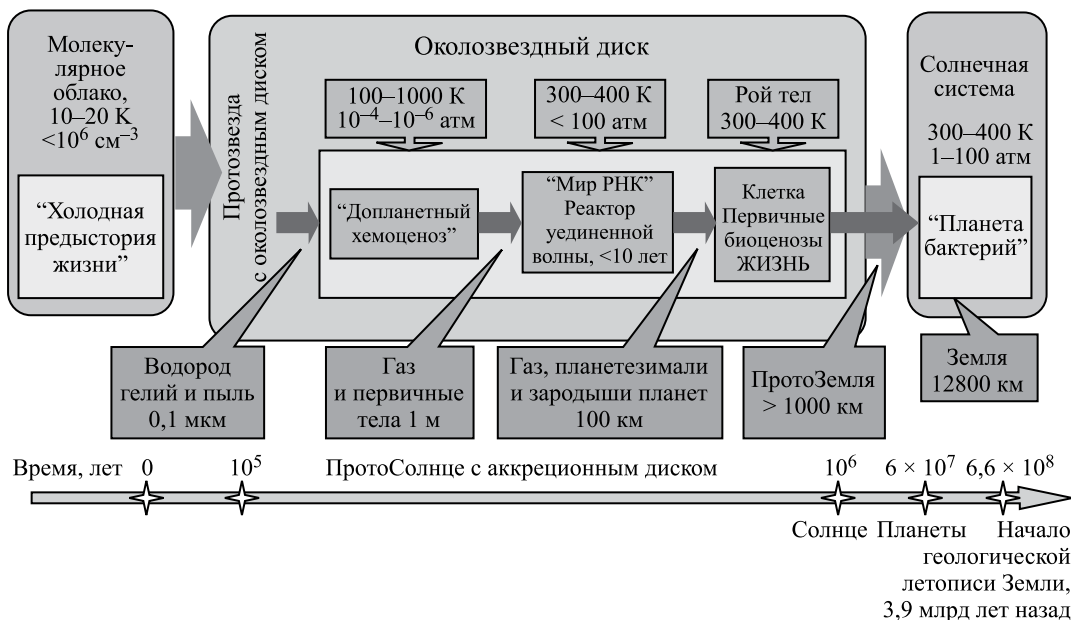 Молеку-
лярное
облако,
10–20 K
<10⁶ см⁻³
“Холодная
предыстория
жизни”
Протозвезда
с околозвездным диском
Околозвездный диск
100–1000 К
10⁻⁴–10⁻⁶ атм
300–400 К
< 100 атм
Рой тел
300–400 К
“Допланетный
хемоценоз”
“Мир РНК”
Реактор
уединенной
волны, <10 лет
Клетка
Первичные
биоценозы
ЖИЗНЬ
Солнечная
система
300–400 К
1–100 атм
“Планета
бактерий”
Водород
гелий и пыль
0,1 мкм
Газ
и первичные
тела 1 м
Газ, планетезимали
и зародыши планет
100 км
ПротоЗемля
> 1000 км
Земля
12800 км
Время, лет 0 10⁵ ПротоСолнце с аккреционным диском 10⁶ 6 × 10⁷ 6,6 × 10⁸
Солнце Планеты Начало
геологической
летописи Земли,
3,9 млрд лет назад